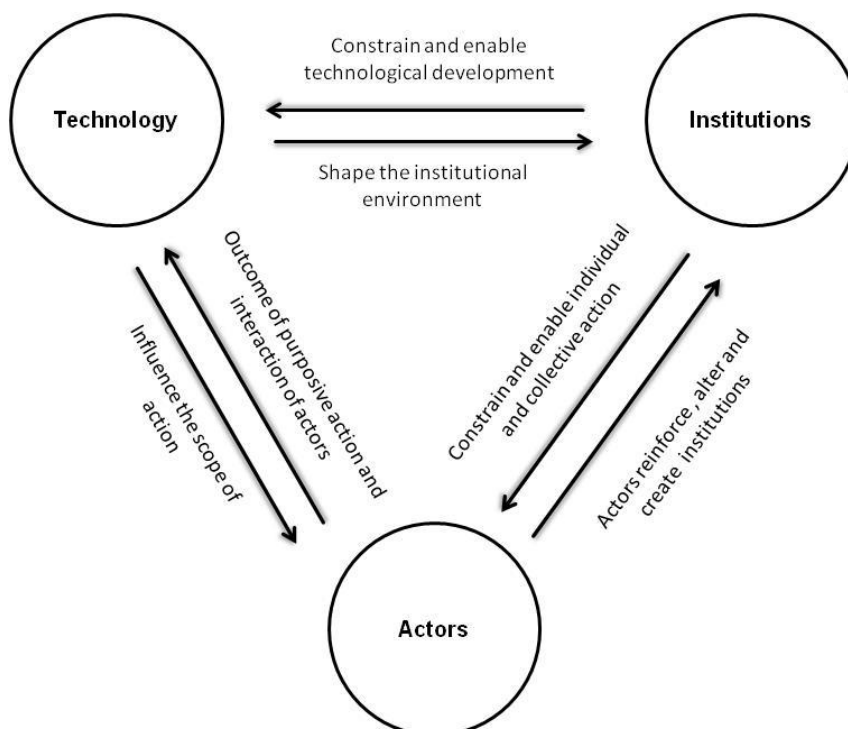 Constrain and enable
technological development
Technology
Institutions
Shape the institutional
environment
Outcome of purposive action and
interaction of actors
Influence the scope of
action
Constrain and enable individual
and collective action
Actors reinforce , alter and
create institutions
Actors